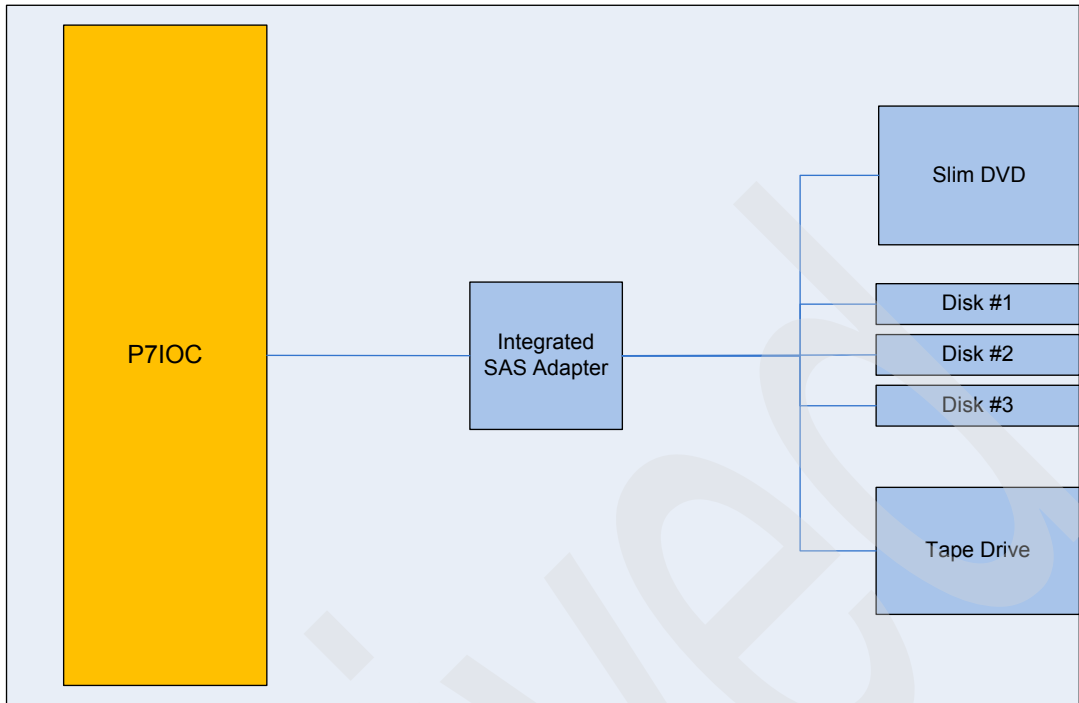 P7IOC
Integrated
SAS Adapter
Slim DVD
Disk #1
Disk #2
Disk #3
Tape Drive